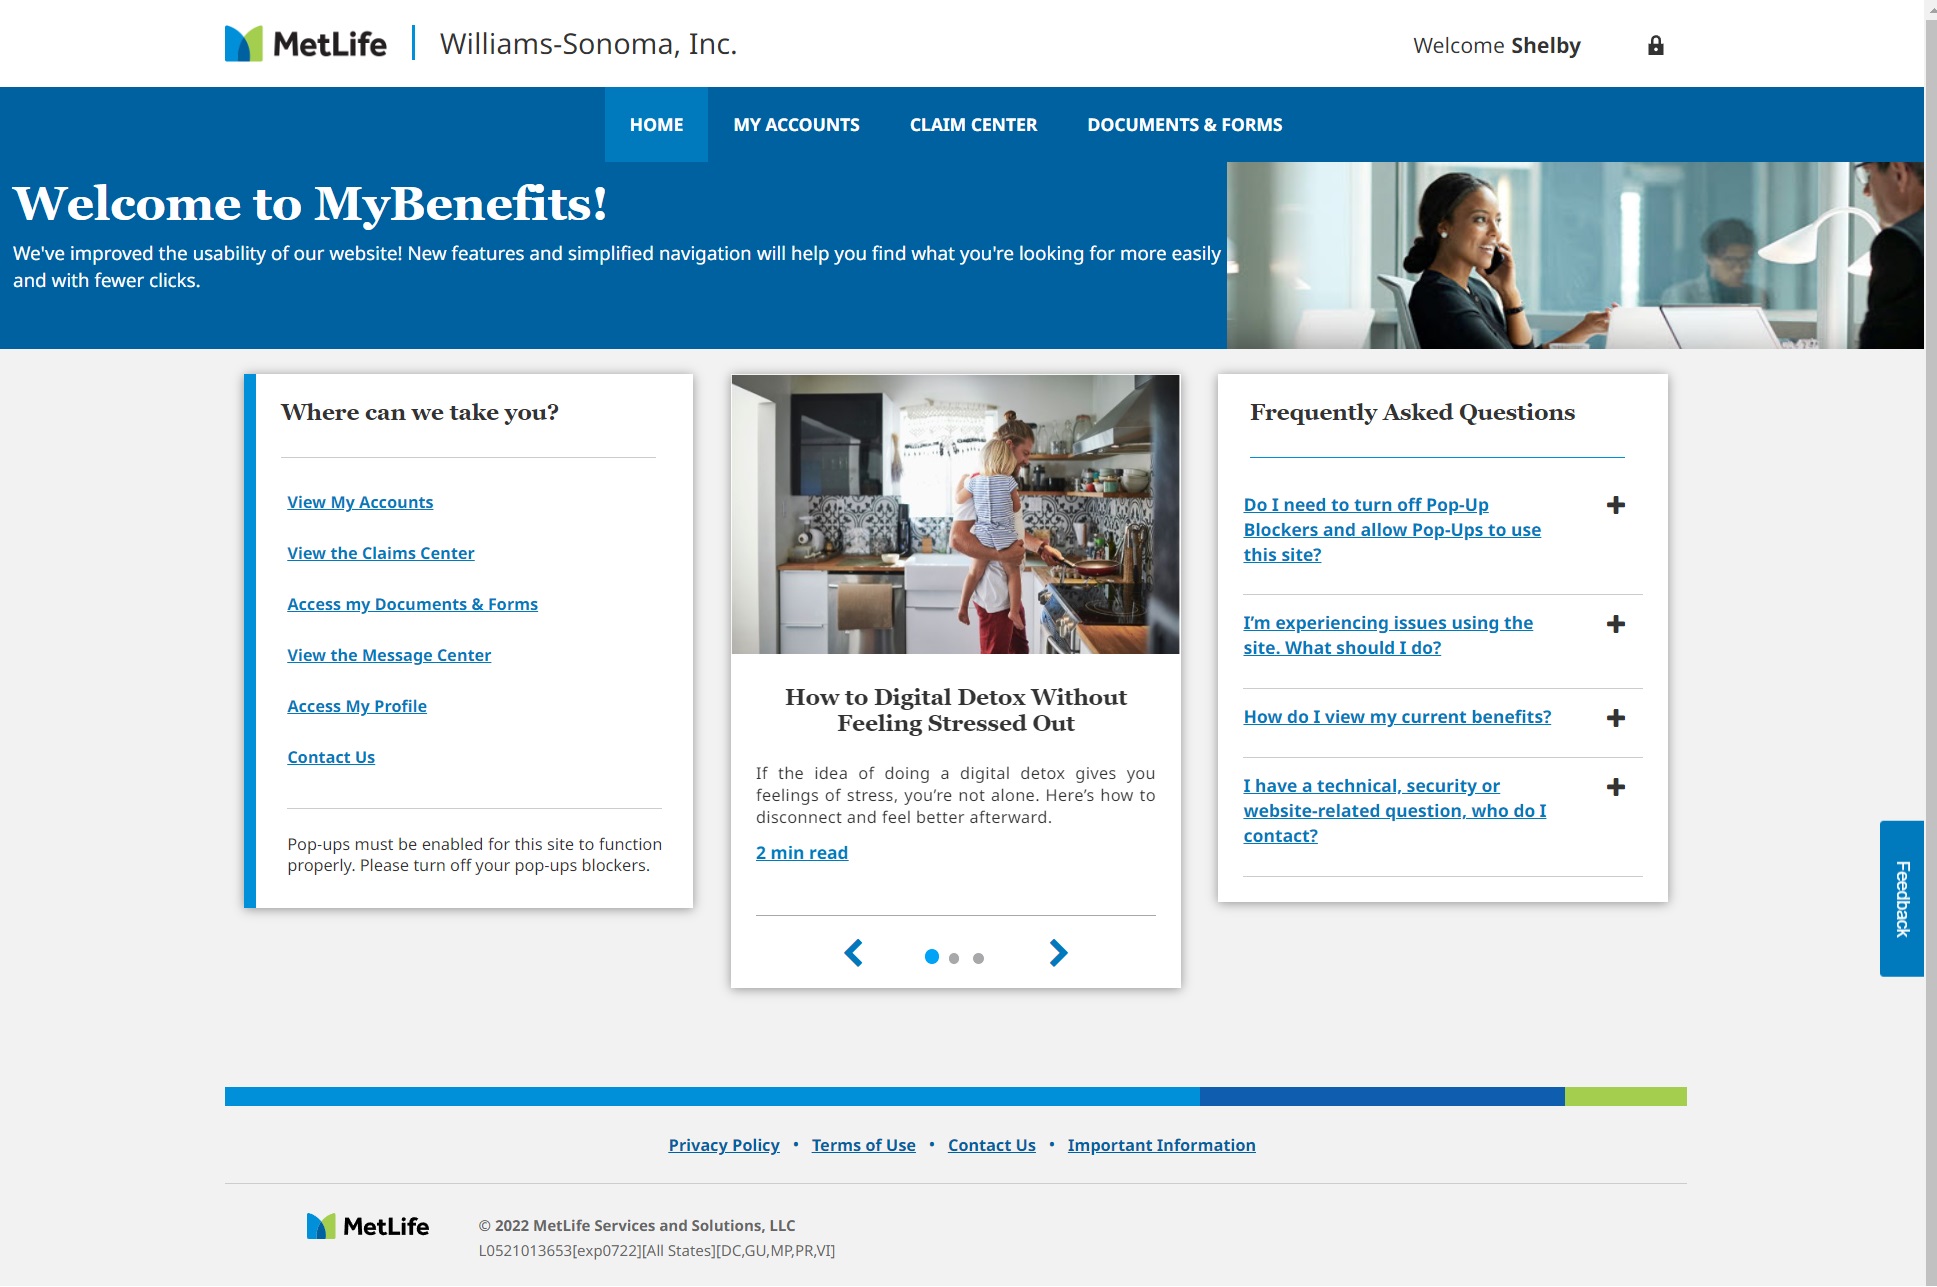 MetLife
Williams-Sonoma, Inc.
Welcome Shelby
HOME
MY ACCOUNTS
CLAIM CENTER
DOCUMENTS & FORMS
Welcome to MyBenefits!
We've improved the usability of our website! New features and simplified navigation will help you find what you're looking for more easily
and with fewer clicks.
Where can we take you?
View My Accounts
View the Claims Center
Access my Documents & Forms
View the Message Center
Access My Profile
Contact Us
Pop-ups must be enabled for this site to function
properly. Please turn off your pop-ups blockers.
How to Digital Detox Without
Feeling Stressed Out
If the idea of doing a digital detox gives you
feelings of stress, you’re not alone. Here’s how to
disconnect and feel better afterward.
2 min read
Frequently Asked Questions
Do I need to turn off Pop-Up
Blockers and allow Pop-Ups to use
this site?
I’m experiencing issues using the
site. What should I do?
How do I view my current benefits?
I have a technical, security or
website-related question, who do I
contact?
Feedback
Privacy Policy • Terms of Use • Contact Us • Important Information
MetLife
© 2022 MetLife Services and Solutions, LLC
L0521013653[exp0722][All States][DC,GU,MP,PR,VI]